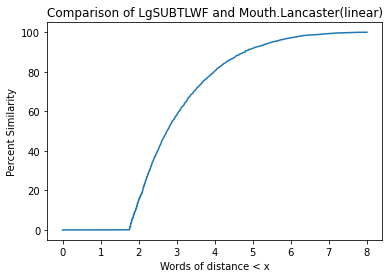 Comparison of LgSUBTLWF and Mouth.Lancaster(linear)
100
80
60
40
20
0
Percent Similarity
0 1 2 3 4 5 6 7 8
Words of distance < x